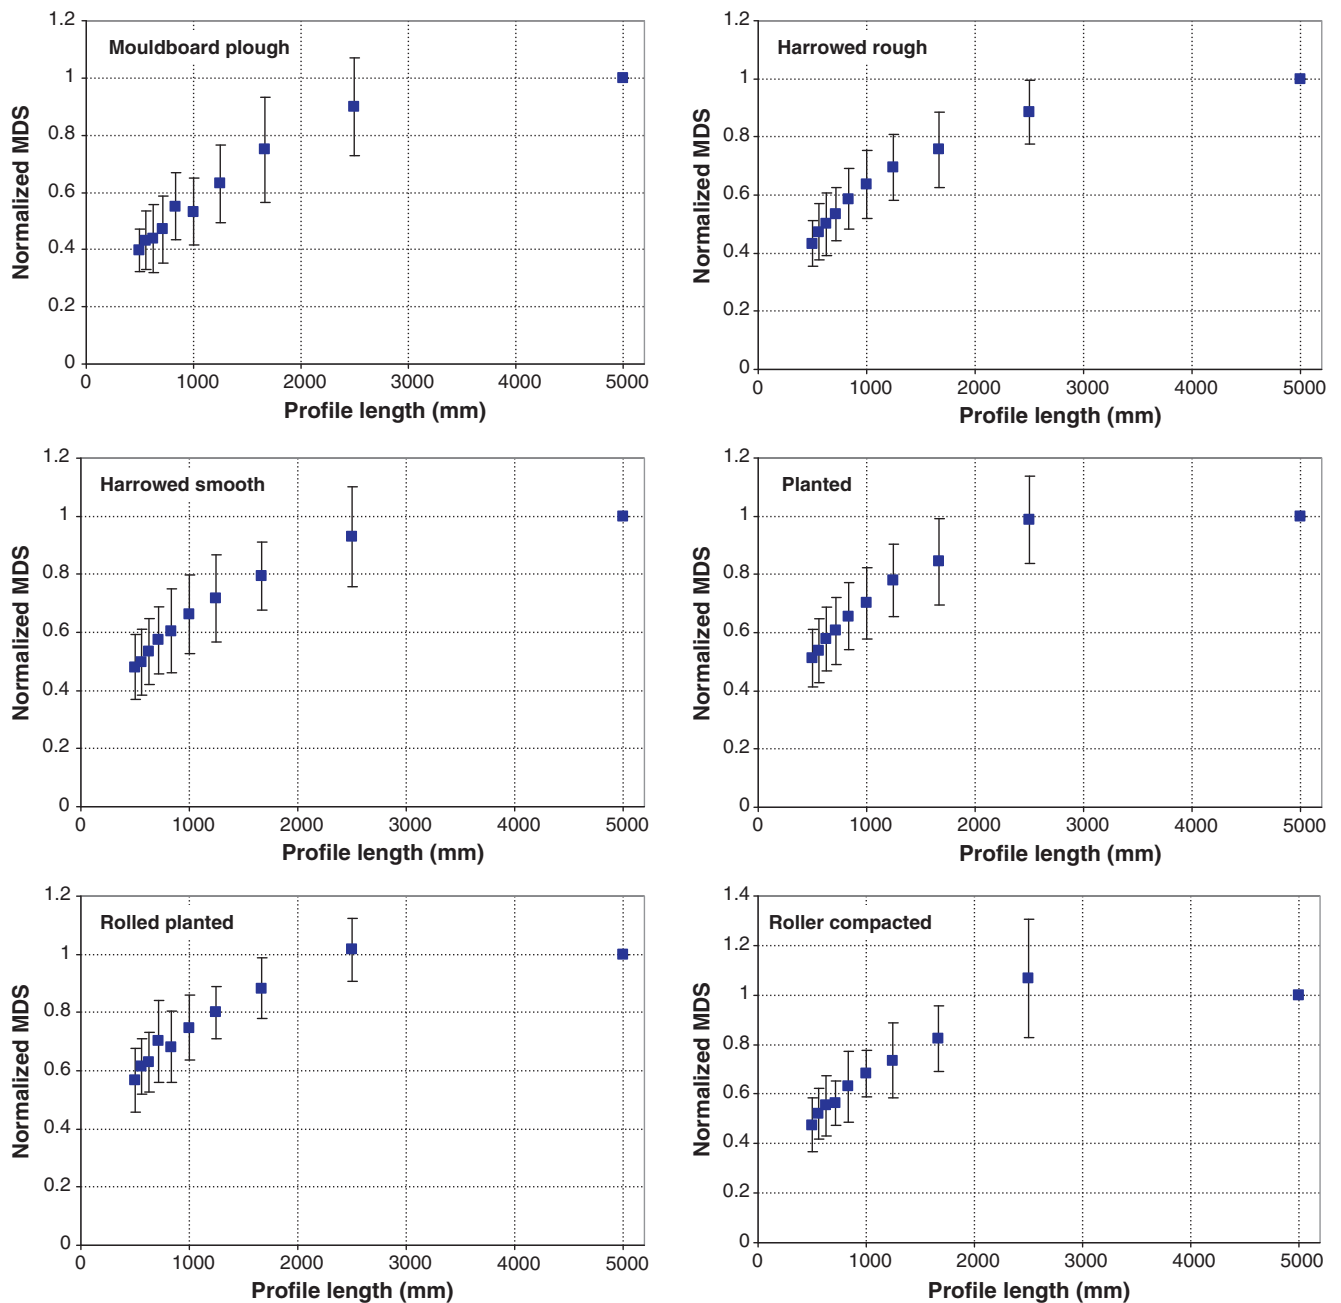 1.2
Mouldboard plough
1
0.8
0.6
0.4
0.2
0
Normalized MDS
0 1000 2000 3000 4000 5000
Profile length (mm)
1.2
Harrowed rough
1
0.8
0.6
0.4
0.2
0
Normalized MDS
0 1000 2000 3000 4000 5000
Profile length (mm)
1.2
Harrowed smooth
1
0.8
0.6
0.4
0.2
0
Normalized MDS
0 1000 2000 3000 4000 5000
Profile length (mm)
1.2
Planted
1
0.8
0.6
0.4
0.2
0
Normalized MDS
0 1000 2000 3000 4000 5000
Profile length (mm)
1.2
Rolled planted
1
0.8
0.6
0.4
0.2
0
Normalized MDS
0 1000 2000 3000 4000 5000
Profile length (mm)
1.4
Roller compacted
1.2
1
0.8
0.6
0.4
0.2
0
Normalized MDS
0 1000 2000 3000 4000 5000
Profile length (mm)